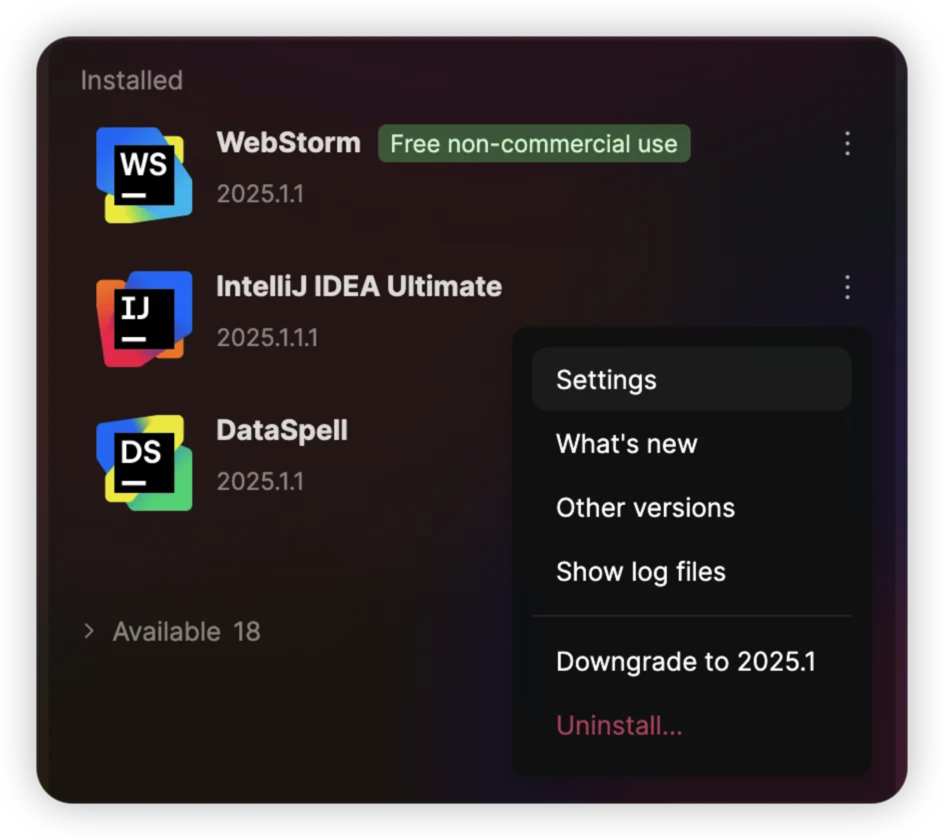 Installed
WS
WebStorm Free non-commercial use
2025.1.1
IJ
IntelliJ IDEA Ultimate
2025.1.1.1
DS
DataSpell
2025.1.1
Available 18
Settings
What's new
Other versions
Show log files
Downgrade to 2025.1
Uninstall...